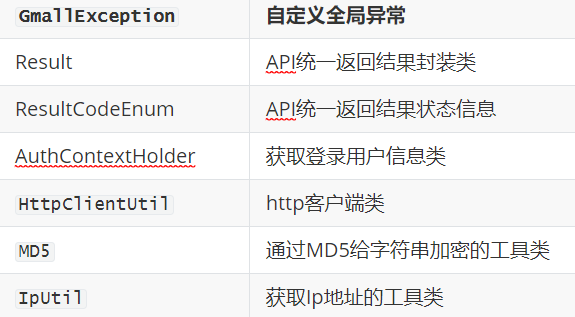 GmallException 自定义全局异常
Result API统一返回结果封装类
ResultCodeEnum API统一返回结果状态信息
AuthContextHolder 获取登录用户信息类
HttpClientUtil http客户端类
MD5 通过MD5给字符串加密的工具类
IpUtil 获取Ip地址的工具类